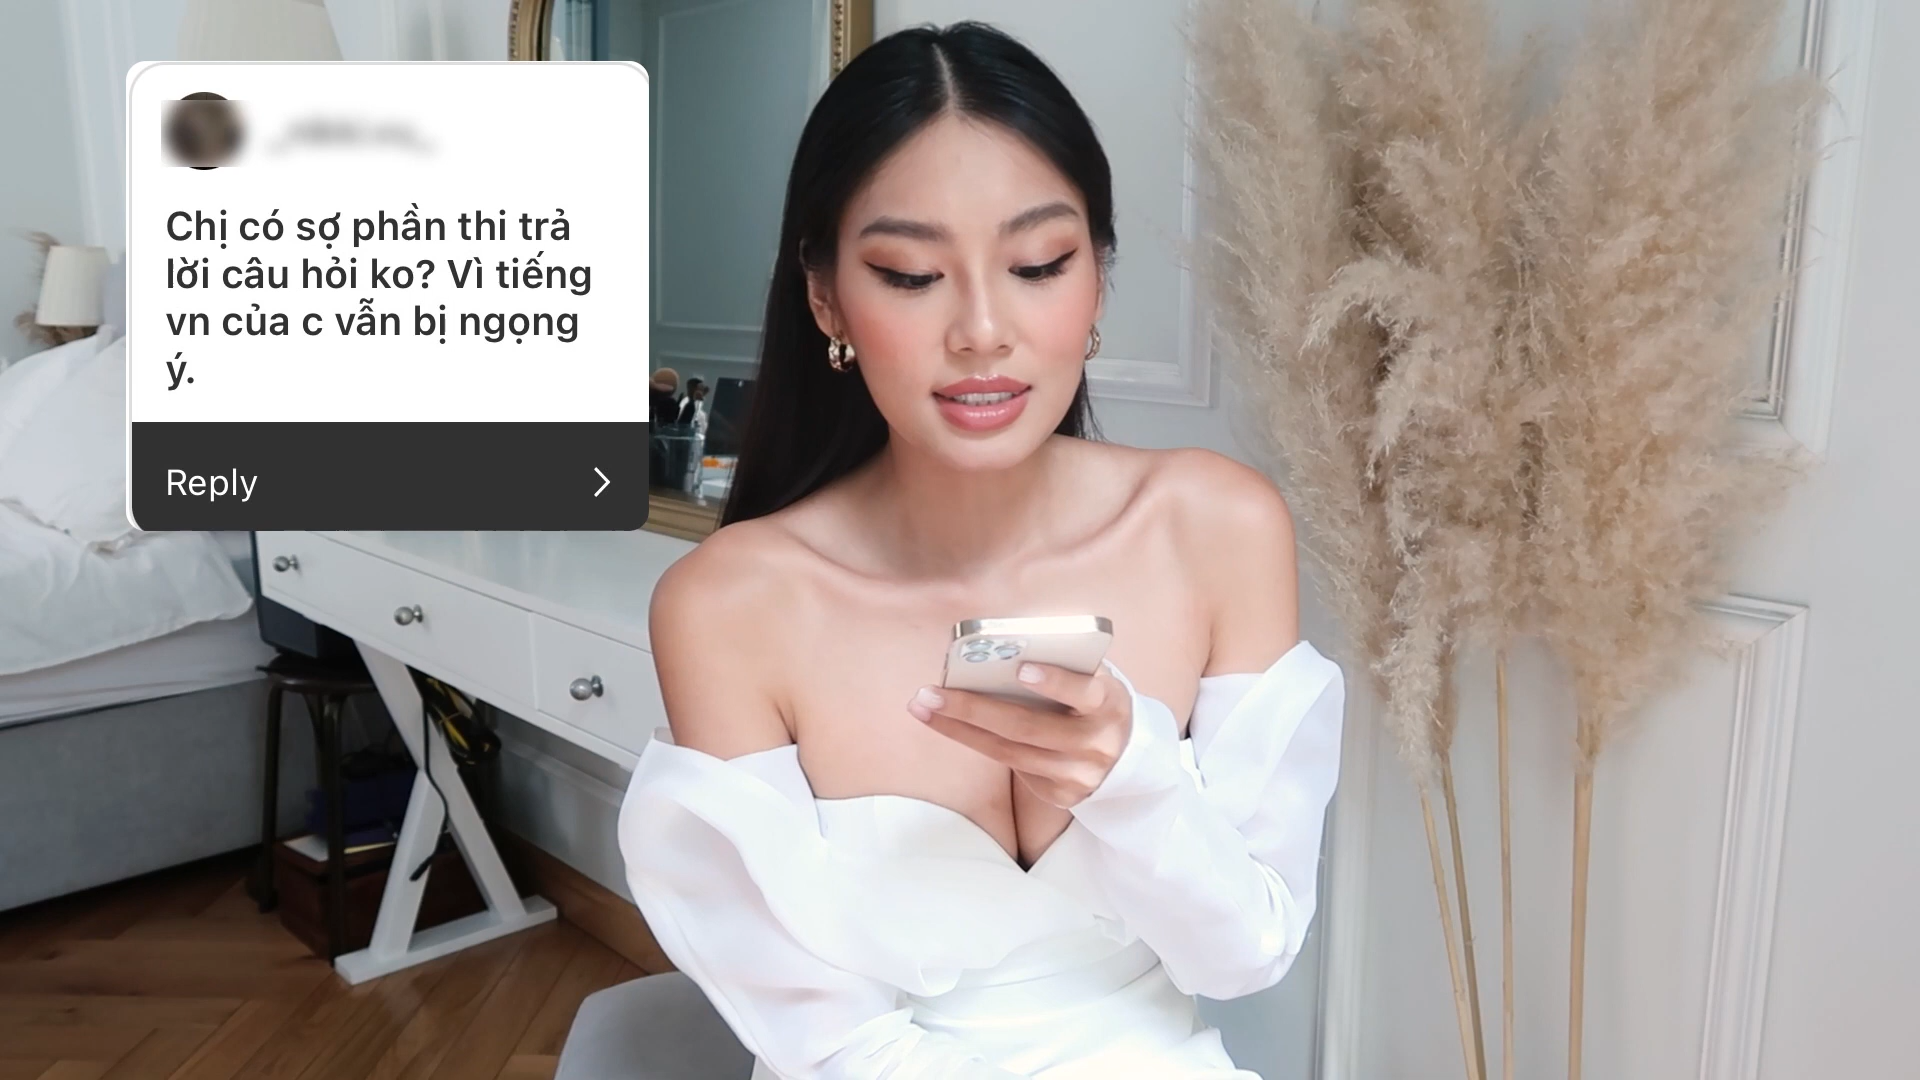 Chị có sợ phần thi trả
lời câu hỏi ko? Vì tiếng
vn của c vẫn bị ngọng
ý.
Reply